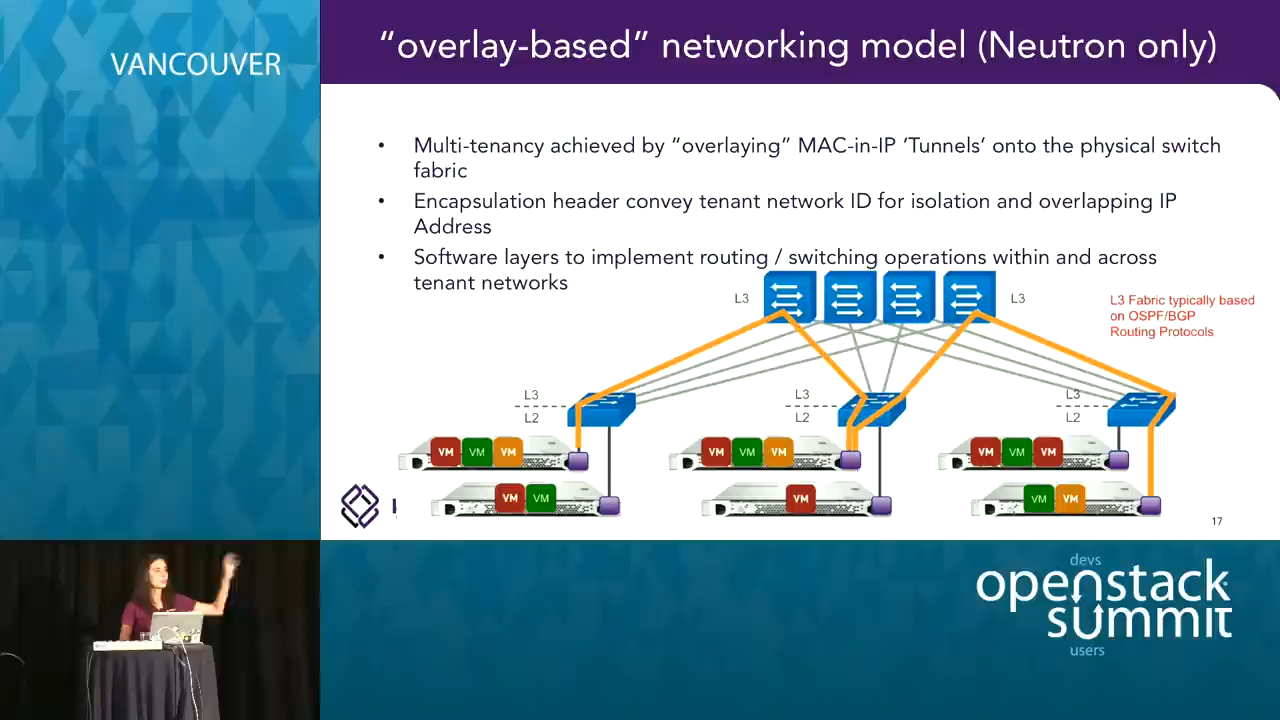 VANCOUVER
“overlay-based” networking model (Neutron only)
• Multi-tenancy achieved by “overlaying” MAC-in-IP ‘Tunnels’ onto the physical switch
fabric
• Encapsulation header convey tenant network ID for isolation and overlapping IP
Address
• Software layers to implement routing / switching operations within and across
tenant networks
L3
L3
L3 Fabric typically based
on OSPF/BGP
Routing Protocols
L3
L2
L3
L2
L3
L2
VM VM VM
VM VM VM
VM VM VM
VM VM
VM
VM VM
17
devs
openstack
summit
users